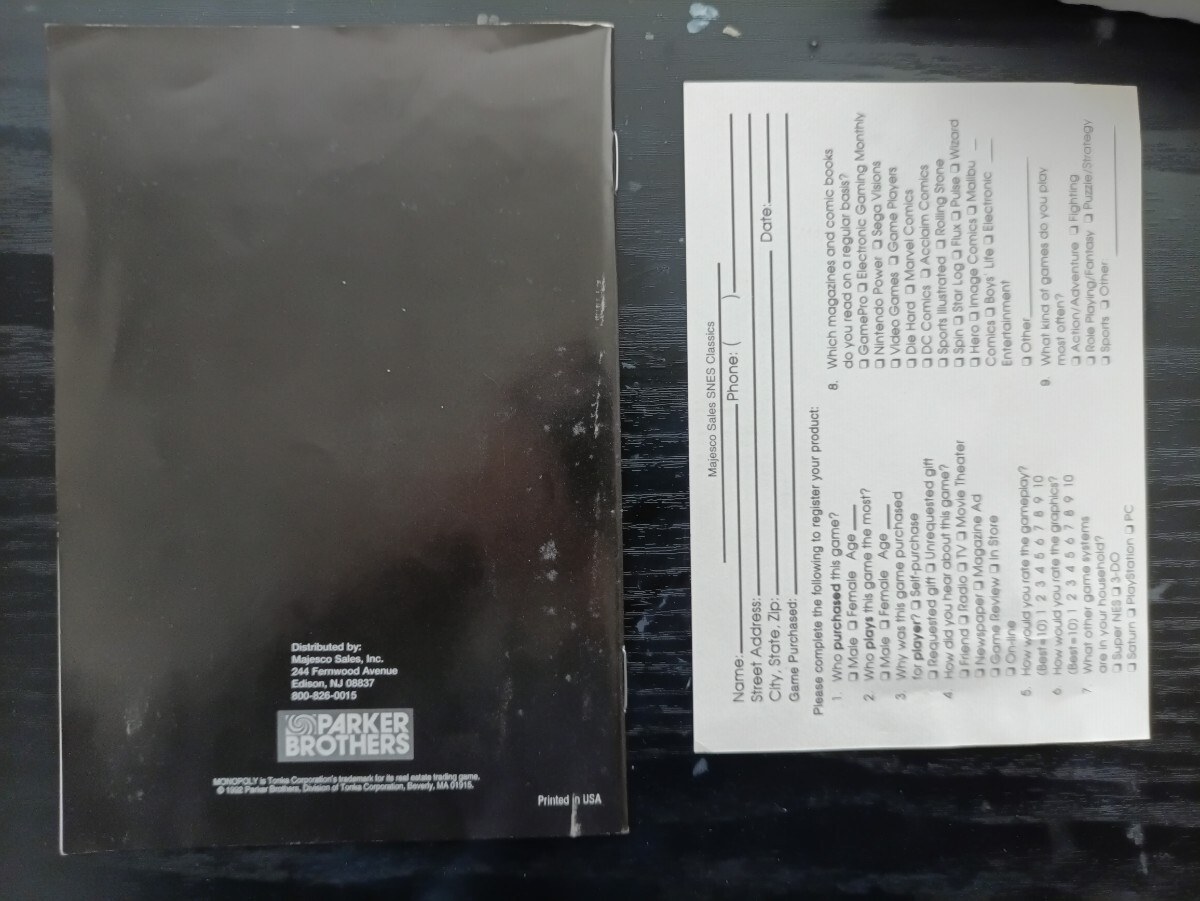 Distributed by:
Majesco Sales, Inc.
244 Fernwood Avenue
Edison, NJ 08837
800-826-0015
PARKER
BROTHERS
MONOPOLY is Tonka Corporation's trademark for its real estate trading game.
© 1992 Parker Brothers, Division of Tonka Corporation, Beverly, MA 01915.
Printed in USA
Majesco Sales SNES Classics
Name: Phone: ( )
Street Address:
City, State, Zip: Date:
Game Purchased:
Please complete the following to register your product:
1. Who purchased this game?
❏ Male ❏ Female Age
2. Who plays this game the most?
❏ Male ❏ Female Age
3. Why was this game purchased
for player? ❏ Self-purchase
❏ Requested gift ❏ Unrequested gift
4. How did you hear about this game?
❏ Friend ❏ Radio ❏ TV ❏ Movie Theater
❏ Newspaper ❏ Magazine Ad
❏ Game Review ❏ In Store
❏ On-line
5. How would you rate the gameplay?
(Best=10) 1 2 3 4 5 6 7 8 9 10
6 How would you rate the graphics?
(Best=10) 1 2 3 4 5 6 7 8 9 10
7 What other game systems
are in your household?
❏ Super NES ❏ 3-DO
❏ Saturn ❏ PlayStation ❏ PC
8. Which magazines and comic books
do you read on a regular basis?
❏ GamePro ❏ Electronic Gaming Monthly
❏ Nintendo Power ❏ Sega Visions
❏ Video Games ❏ Game Players
❏ Die Hard ❏ Marvel Comics
❏ DC Comics ❏ Acclaim Comics
❏ Sports Illustrated ❏ Rolling Stone
❏ Spin ❏ Star Log ❏ Flux ❏ Pulse ❏ Wizard
❏ Hero ❏ Image Comics ❏ Malibu
Comics ❏ Boys' Life ❏ Electronic
Entertainment
❏ Other
9. What kind of games do you play
most often?
❏ Action/Adventure ❏ Fighting
❏ Role Playing/Fantasy ❏ Puzzle/Strategy
❏ Sports ❏ Other: